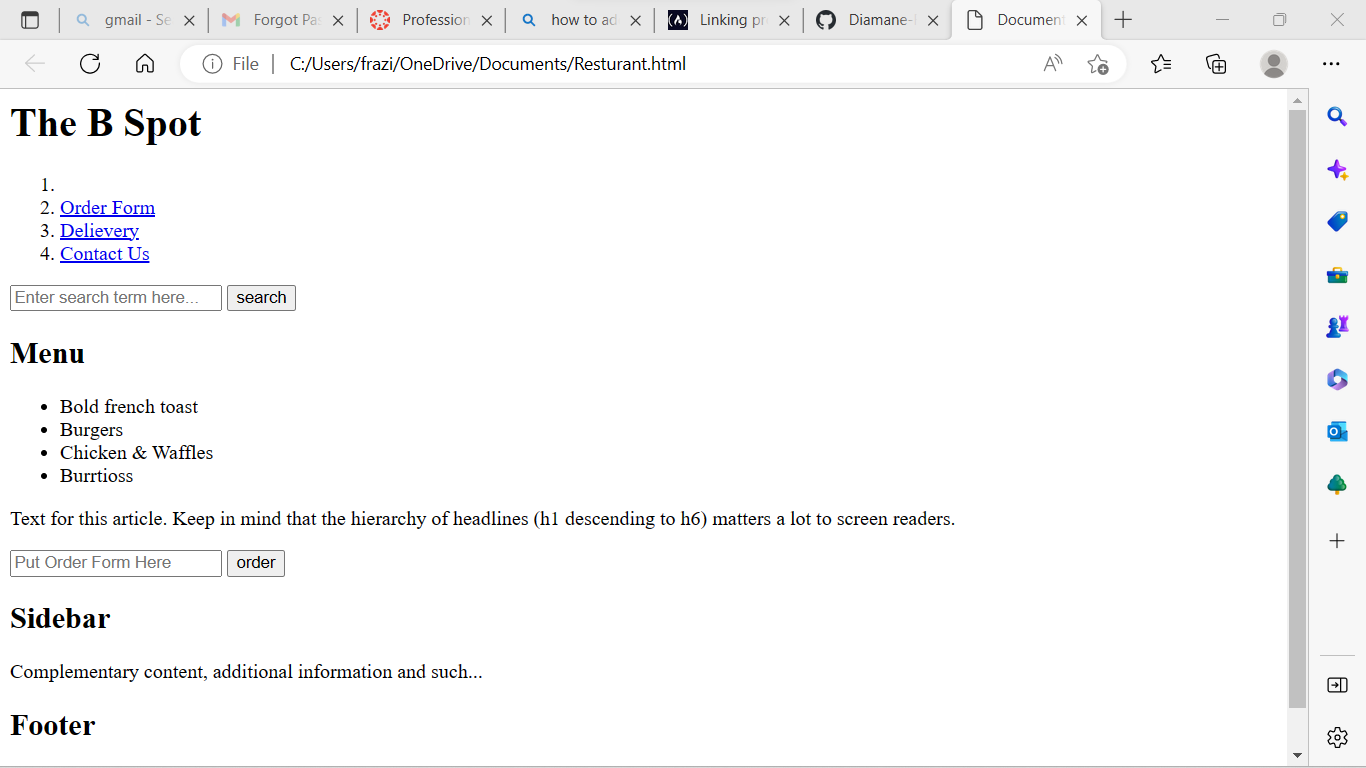 gmail - Se
Forgot Pa
Profession
how to ad
Linking pr
Diamane-
Document
File
C:/Users/frazi/OneDrive/Documents/Resturant.html
The B Spot
1.
2. Order Form
3. Delievery
4. Contact Us
Enter search term here... search
Menu
• Bold french toast
• Burgers
• Chicken & Waffles
• Burrtioss
Text for this article. Keep in mind that the hierarchy of headlines (h1 descending to h6) matters a lot to screen readers.
Put Order Form Here order
Sidebar
Complementary content, additional information and such...
Footer